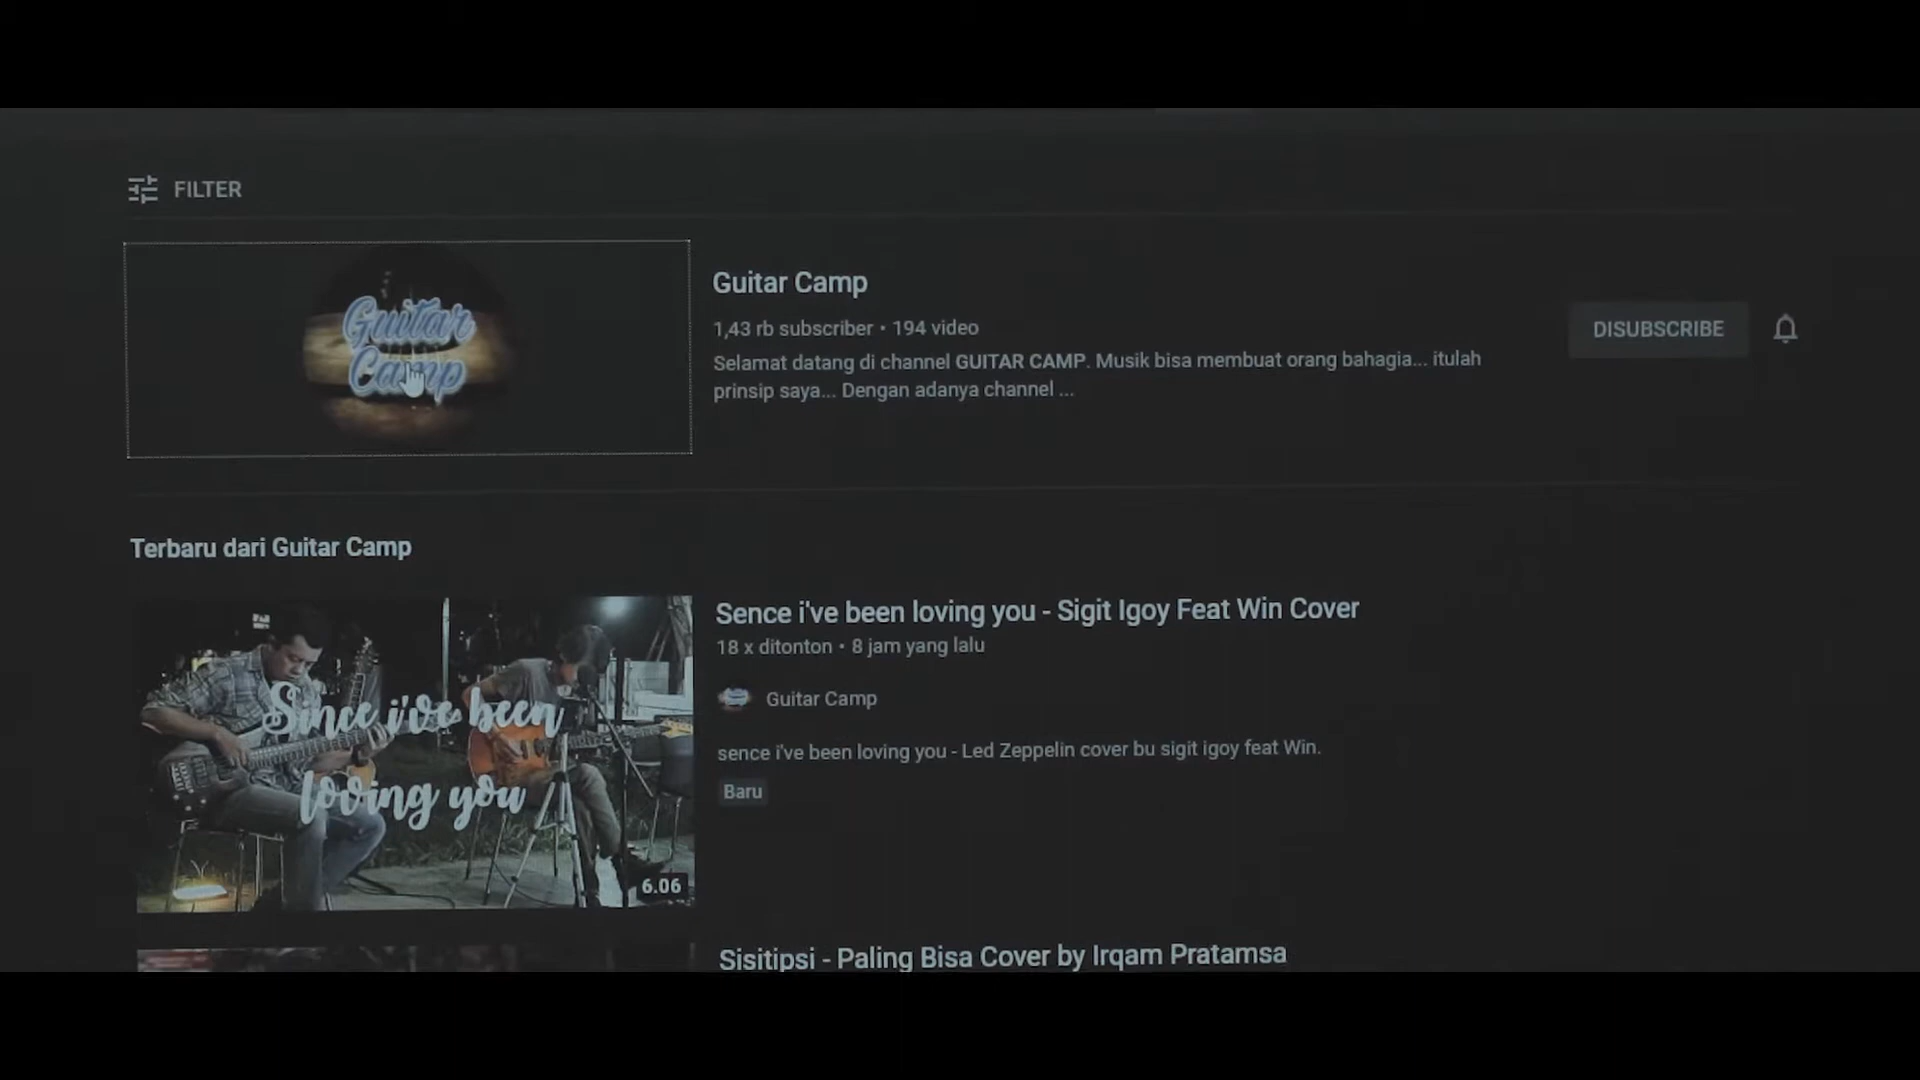 FILTER
Guitar
Camp
Guitar Camp
1,43 rb subscriber • 194 video
Selamat datang di channel GUITAR CAMP. Musik bisa membuat orang bahagia... itulah
prinsip saya... Dengan adanya channel ...
DISUBSCRIBE
Terbaru dari Guitar Camp
Since i've been
loving you
6.06
Sence i've been loving you - Sigit Igoy Feat Win Cover
18 x ditonton • 8 jam yang lalu
Guitar Camp
sence i've been loving you - Led Zeppelin cover bu sigit igoy feat Win.
Baru
Sisitipsi - Paling Bisa Cover by Irqam Pratamsa